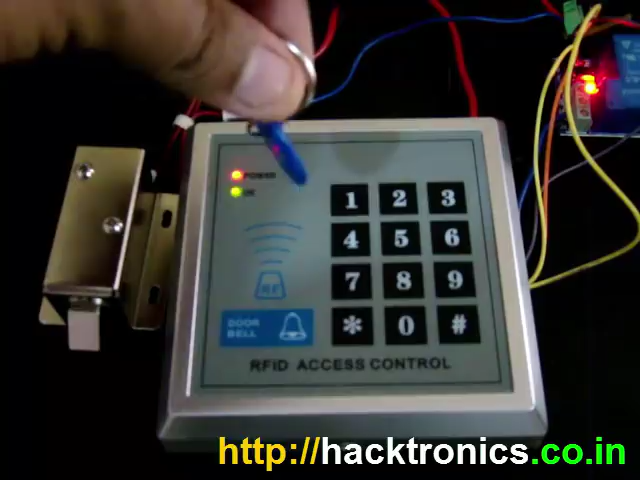 POWER
OK
1 2 3
4 5 6
7 8 9
* 0 #
RF
DOOR
BELL
RFiD ACCESS CONTROL
http://hacktronics.co.in